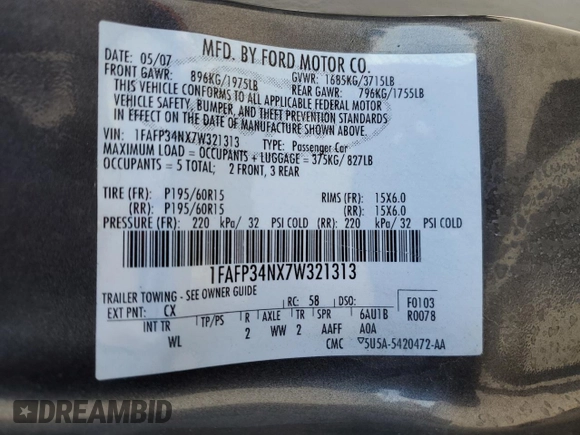 MFD. BY FORD MOTOR CO.
DATE: 05/07
FRONT GAWR: 896KG/1975LB
GVWR: 1685KG/3715LB
REAR GAWR: 796KG/1755LB
THIS VEHICLE CONFORMS TO ALL APPLICABLE FEDERAL MOTOR
VEHICLE SAFETY, BUMPER, AND THEFT PREVENTION STANDARDS
IN EFFECT ON THE DATE OF MANUFACTURE SHOWN ABOVE.
VIN: 1FAFP34NX7W321313 TYPE: Passenger Car
MAXIMUM LOAD = OCCUPANTS + LUGGAGE = 375KG/ 827LB
OCCUPANTS = 5 TOTAL; 2 FRONT, 3 REAR
TIRE (FR): P195/60R15 RIMS (FR): 15X6.0
(RR): P195/60R15 (RR): 15X6.0
PRESSURE (FR): 220 kPa/ 32 PSI COLD (RR): 220 kPa/ 32 PSI COLD
1FAFP34NX7W321313
TRAILER TOWING - SEE OWNER GUIDE
EXT PNT: CX RC: 58 DSO: F0103
INT TR TP/PS R AXLE TR SPR 6AU1B R0078
WL 2 WW 2 AAFF A0A
CMC ▽5U5A-5420472-AA
DREAMBID